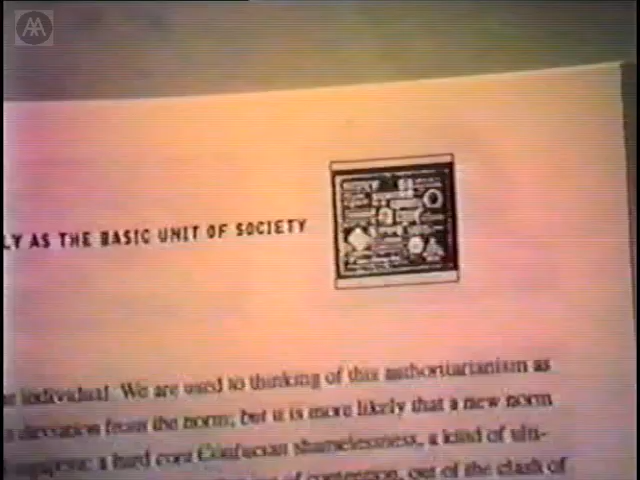 AA
LY AS THE BASIC UNIT OF SOCIETY
individual. We are used to thinking of this authoritarianism as
a deviation from the norm; but it is more likely that a new norm
a hard core Confucian shamelessness, a kind of
of contention, out of the clash of